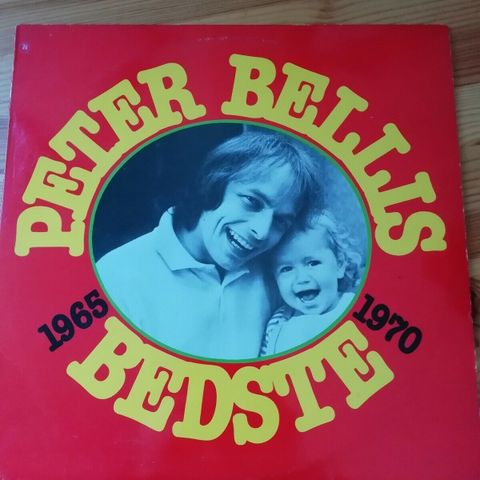 PETER BELLIS
1965
1970
BEDSTE